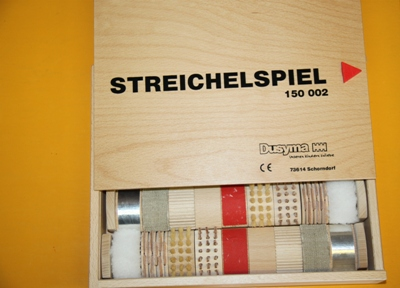 STREICHELSPIEL
150 002
Dusyma
CE 73614 Schorndorf